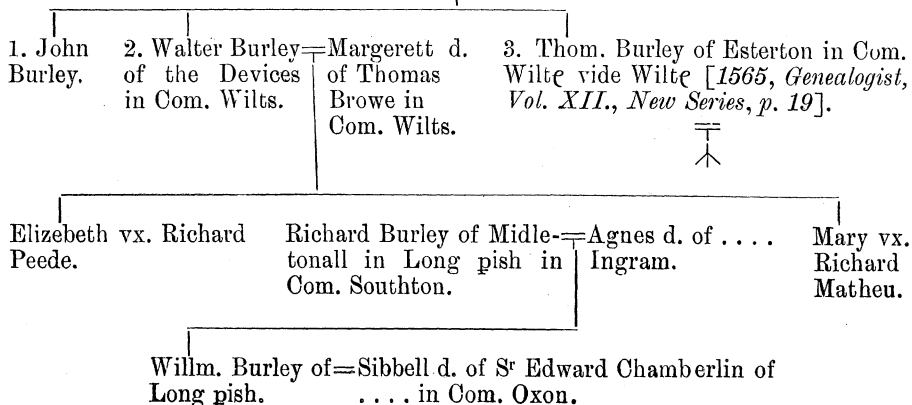 1. John
Burley.
2. Walter Burley
of the Devices
in Com. Wilts.
Margerett d.
of Thomas
Browe in
Com. Wilts.
3. Thom. Burley of Esterton in Com.
Wiltꝭ vide Wiltꝭ [1565, Genealogist,
Vol. XII., New Series, p. 19].
Elizebeth vx. Richard
Peede.
Richard Burley of Midle-
tonall in Long pish in
Com. Southton.
Agnes d. of ....
Ingram.
Mary vx.
Richard
Matheu.
Willm. Burley of
Long pish.
Sibbell d. of Sʳ Edward Chamberlin of
.... in Com. Oxon.